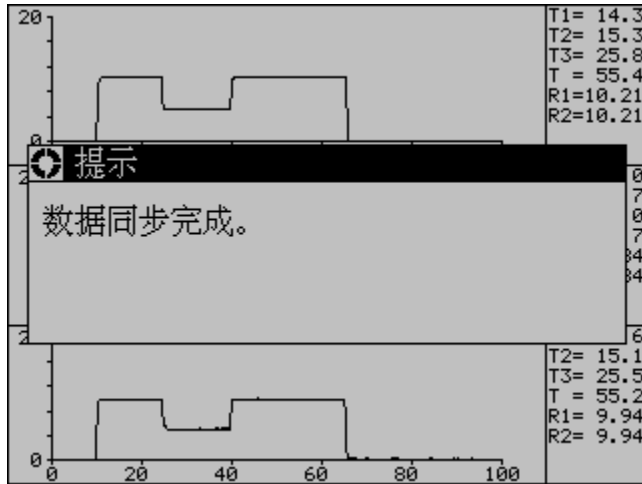 20
T1= 14.3
T2= 15.3
T3= 25.8
T = 55.4
R1=10.21
R2=10.21
0
提示
数据同步完成。
T2= 15.1
T3= 25.5
T = 55.2
R1= 9.94
R2= 9.94
0
0 20 40 60 80 100